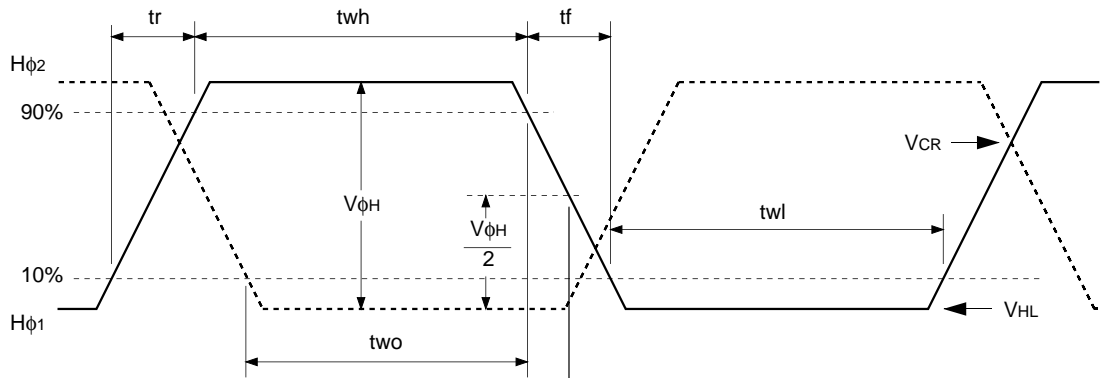 tr twh tf
Hϕ2
90%
VCR
VϕH
VϕH
2
twl
10%
Hϕ1
VHL
two